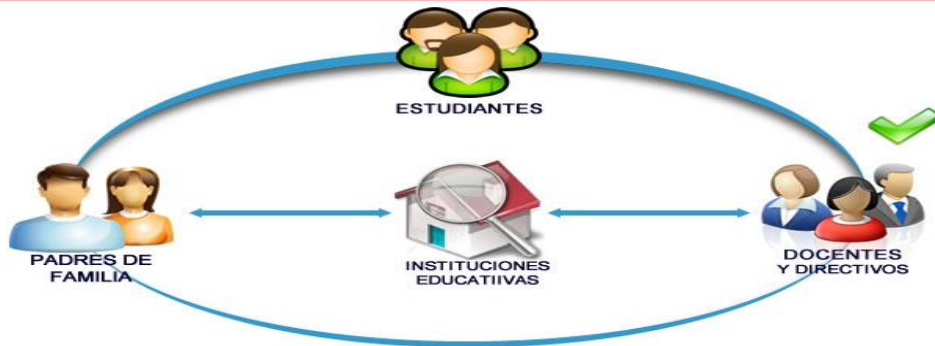 ESTUDIANTES
PADRES DE
FAMILIA
INSTITUCIONES
EDUCATIIVAS
DOCENTES
Y DIRECTIVOS